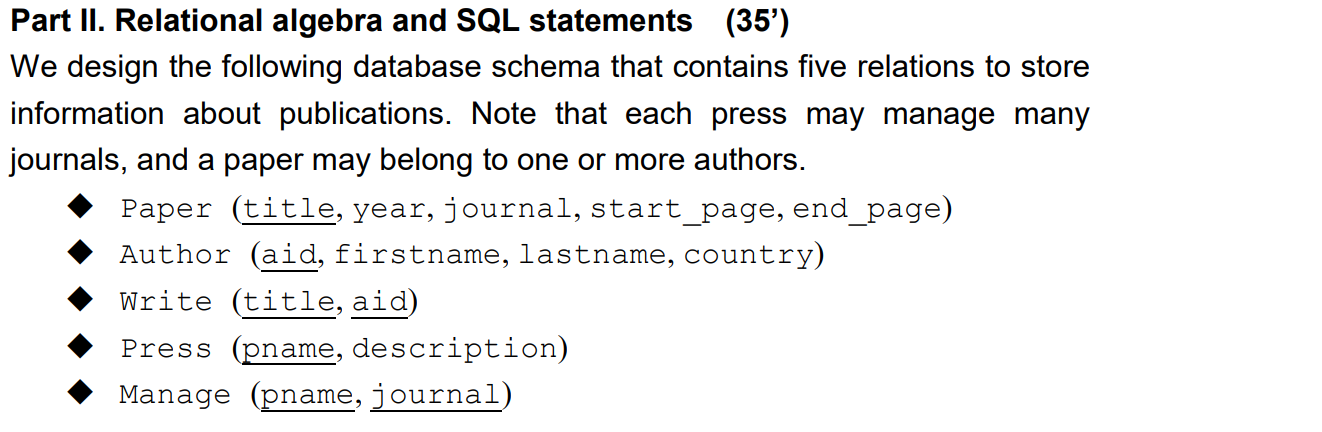 Part II. Relational algebra and SQL statements (35’)
We design the following database schema that contains five relations to store
information about publications. Note that each press may manage many
journals, and a paper may belong to one or more authors.
◆ Paper (title, year, journal, start_page, end_page)
◆ Author (aid, firstname, lastname, country)
◆ Write (title, aid)
◆ Press (pname, description)
◆ Manage (pname, journal)